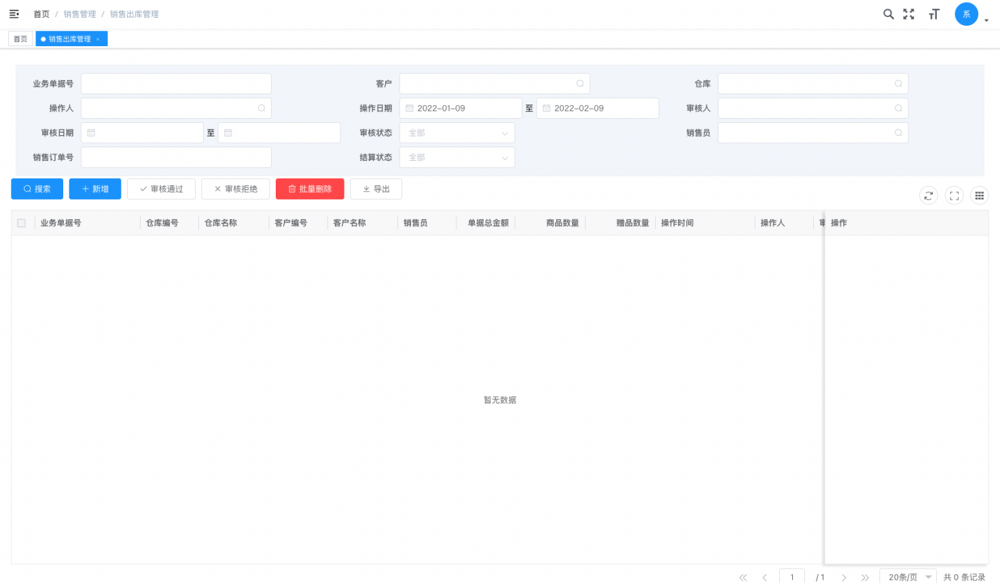 首页 / 销售管理 / 销售出库管理
系
首页 销售出库管理 ×
业务单据号 客户 仓库
操作人 操作日期 2022-01-09 至 2022-02-09 审核人
审核日期 至 审核状态 全部 销售员
销售订单号 结算状态 全部
搜索 新增 审核通过 审核拒绝 批量删除 导出
业务单据号 仓库编号 仓库名称 客户编号 客户名称 销售员 单据总金额 商品数量 赠品数量 操作时间 操作人 操作
暂无数据
1 / 1 20条/页 共 0 条记录